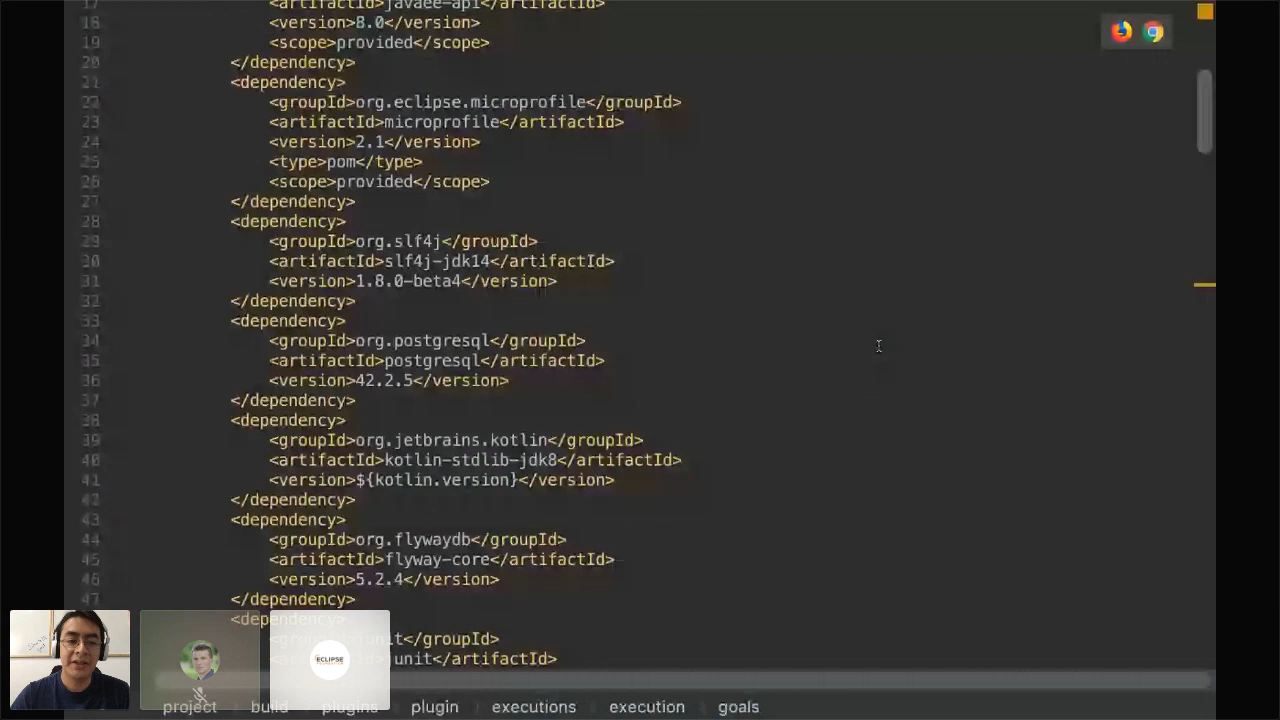 17 <artifactId>javaee-api</artifactId>
18 <version>8.0</version>
19 <scope>provided</scope>
20 </dependency>
21 <dependency>
22 <groupId>org.eclipse.microprofile</groupId>
23 <artifactId>microprofile</artifactId>
24 <version>2.1</version>
25 <type>pom</type>
26 <scope>provided</scope>
27 </dependency>
28 <dependency>
29 <groupId>org.slf4j</groupId>
30 <artifactId>slf4j-jdk14</artifactId>
31 <version>1.8.0-beta4</version>
32 </dependency>
33 <dependency>
34 <groupId>org.postgresql</groupId>
35 <artifactId>postgresql</artifactId>
36 <version>42.2.5</version>
37 </dependency>
38 <dependency>
39 <groupId>org.jetbrains.kotlin</groupId>
40 <artifactId>kotlin-stdlib-jdk8</artifactId>
41 <version>${kotlin.version}</version>
42 </dependency>
43 <dependency>
44 <groupId>org.flywaydb</groupId>
45 <artifactId>flyway-core</artifactId>
46 <version>5.2.4</version>
47 </dependency>
<dependency>
junit</groupId>
junit</artifactId>
ECLIPSE
project build plugins plugin executions execution goals